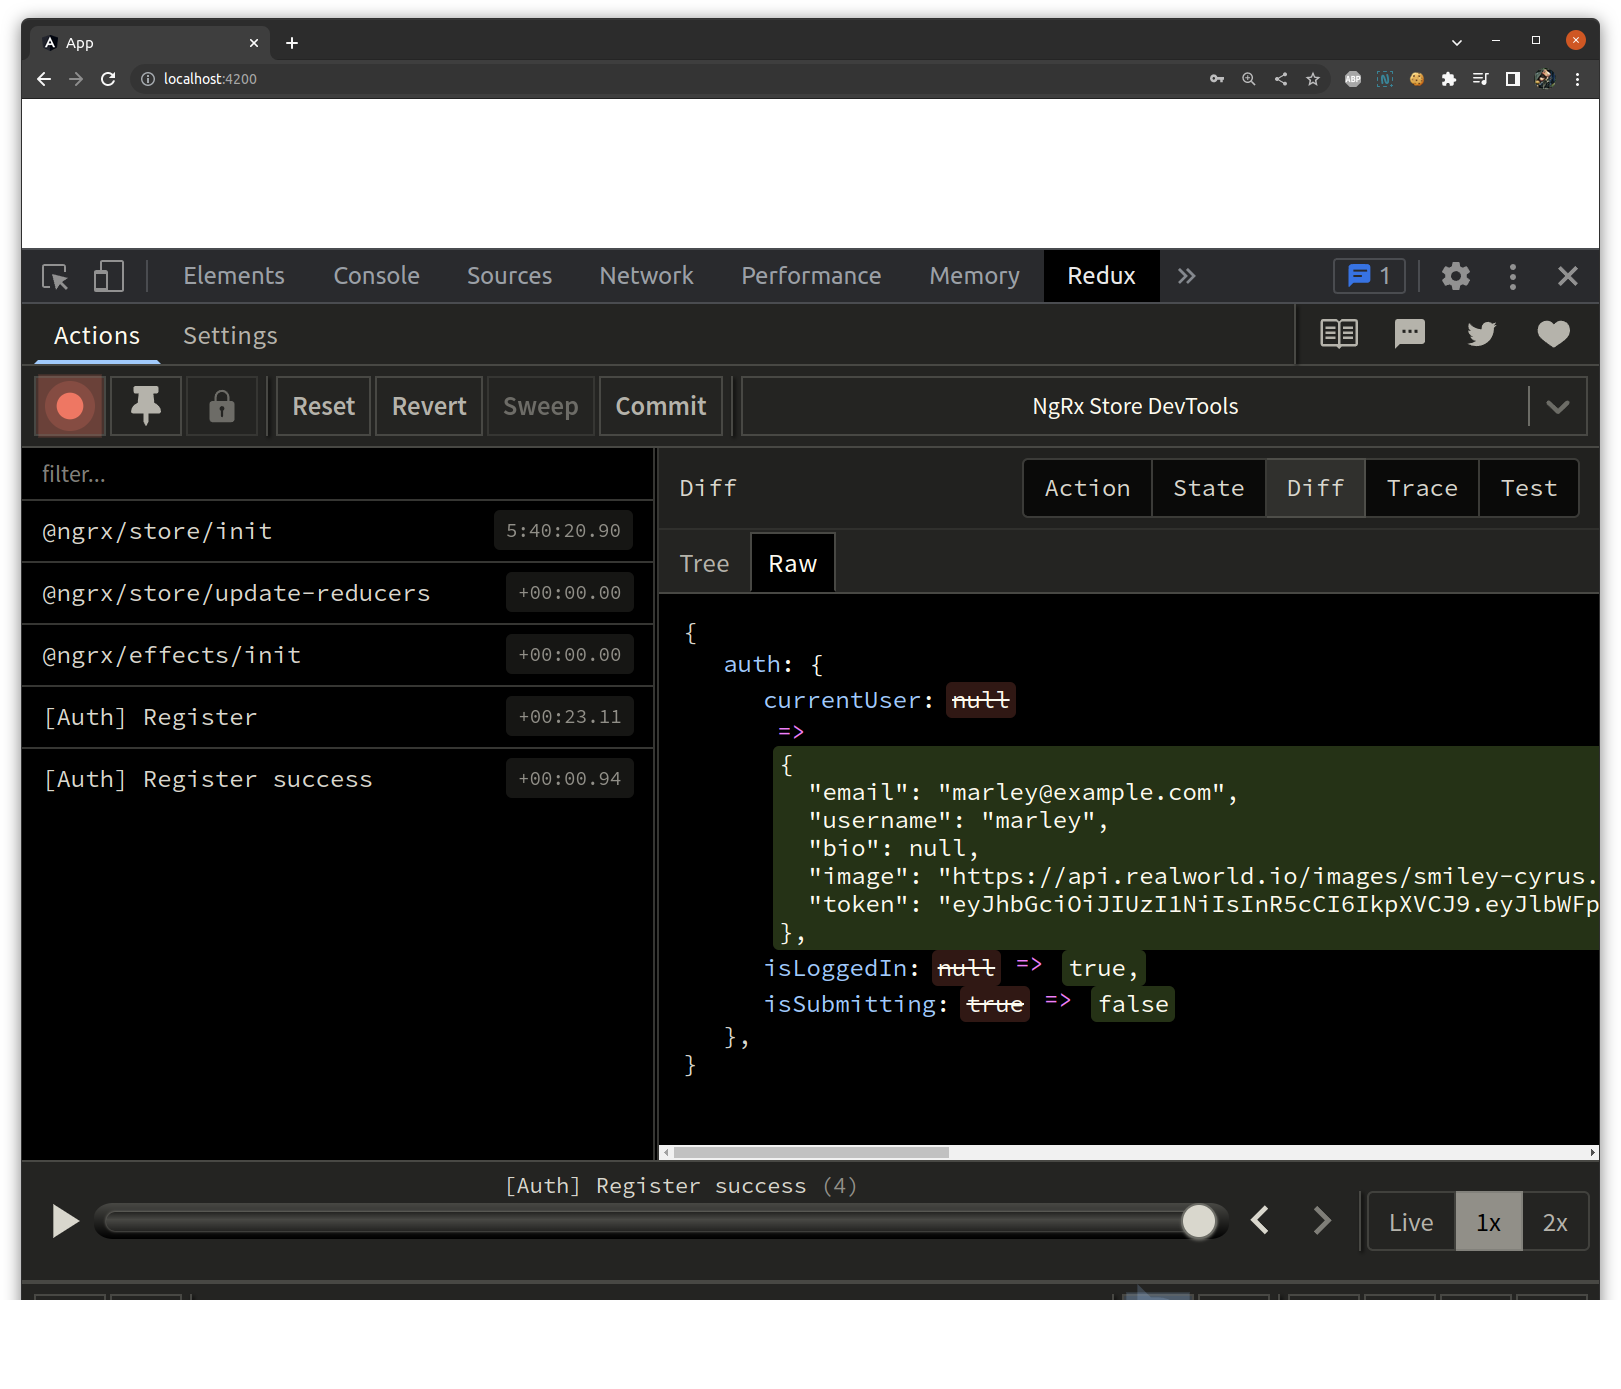 App
localhost:4200
ABP
N
Elements Console Sources Network Performance Memory Redux 1
Actions Settings
Reset Revert Sweep Commit NgRx Store DevTools
filter...
@ngrx/store/init 5:40:20.90
@ngrx/store/update-reducers +00:00.00
@ngrx/effects/init +00:00.00
[Auth] Register +00:23.11
[Auth] Register success +00:00.94
Diff Action State Diff Trace Test
Tree Raw
{
auth: {
currentUser: null
=>
{
"email": "marley@example.com",
"username": "marley",
"bio": null,
"image": "https://api.realworld.io/images/smiley-cyrus.
"token": "eyJhbGciOiJIUzI1NiIsInR5cCI6IkpXVCJ9.eyJlbWFp
},
isLoggedIn: null => true,
isSubmitting: true => false
},
}
[Auth] Register success (4)
Live 1x 2x